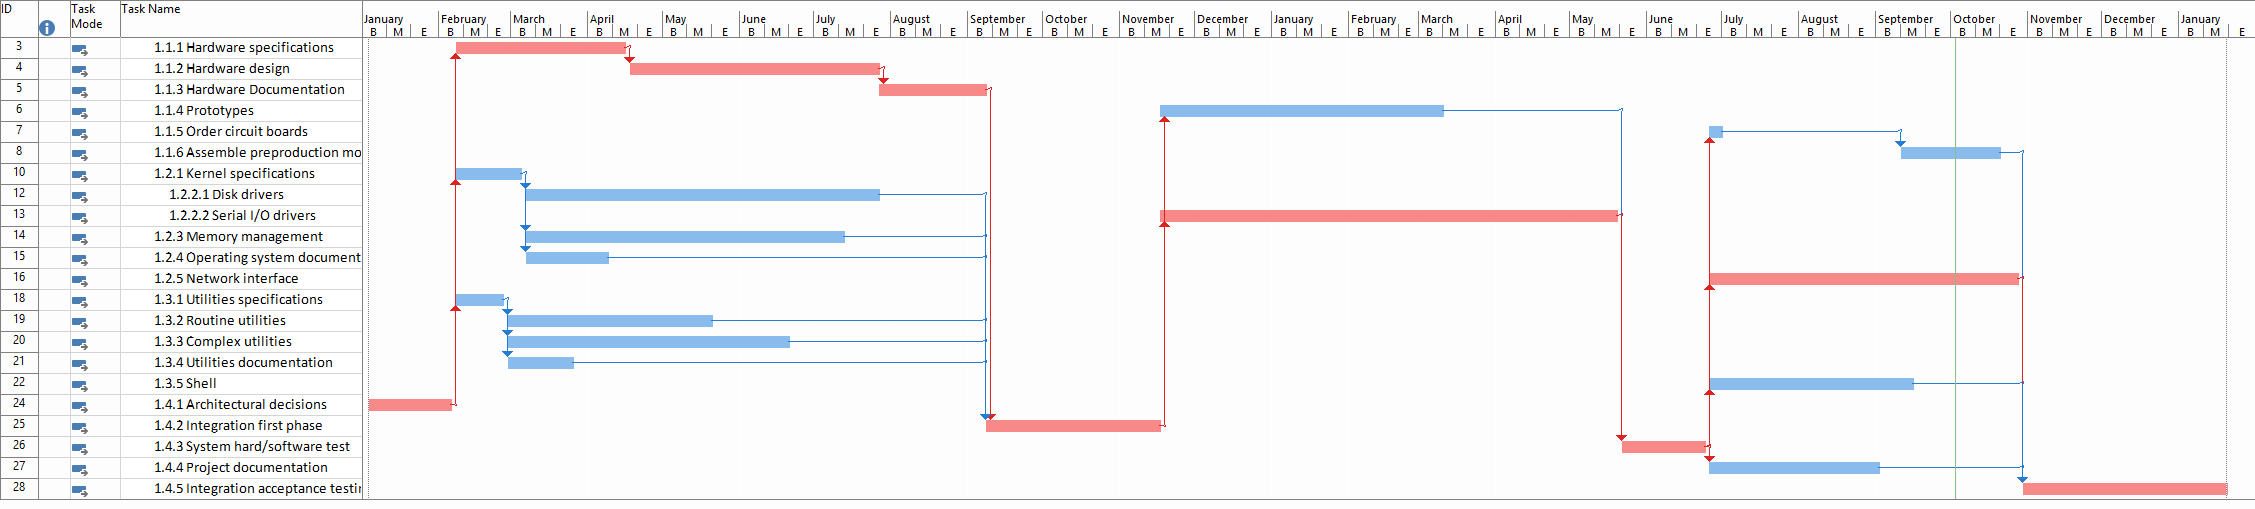 ID Task Mode Task Name January February March April May June July August September October November December January February March April May June July August September October November December January
B M E B M E B M E B M E B M E B M E B M E B M E B M E B M E B M E B M E B M E B M E B M E B M E B M E B M E B M E B M E B M E B M E B M E B M E B M E
3 1.1.1 Hardware specifications
4 1.1.2 Hardware design
5 1.1.3 Hardware Documentation
6 1.1.4 Prototypes
7 1.1.5 Order circuit boards
8 1.1.6 Assemble preproduction mo
10 1.2.1 Kernel specifications
12 1.2.2.1 Disk drivers
13 1.2.2.2 Serial I/O drivers
14 1.2.3 Memory management
15 1.2.4 Operating system document
16 1.2.5 Network interface
18 1.3.1 Utilities specifications
19 1.3.2 Routine utilities
20 1.3.3 Complex utilities
21 1.3.4 Utilities documentation
22 1.3.5 Shell
24 1.4.1 Architectural decisions
25 1.4.2 Integration first phase
26 1.4.3 System hard/software test
27 1.4.4 Project documentation
28 1.4.5 Integration acceptance testi